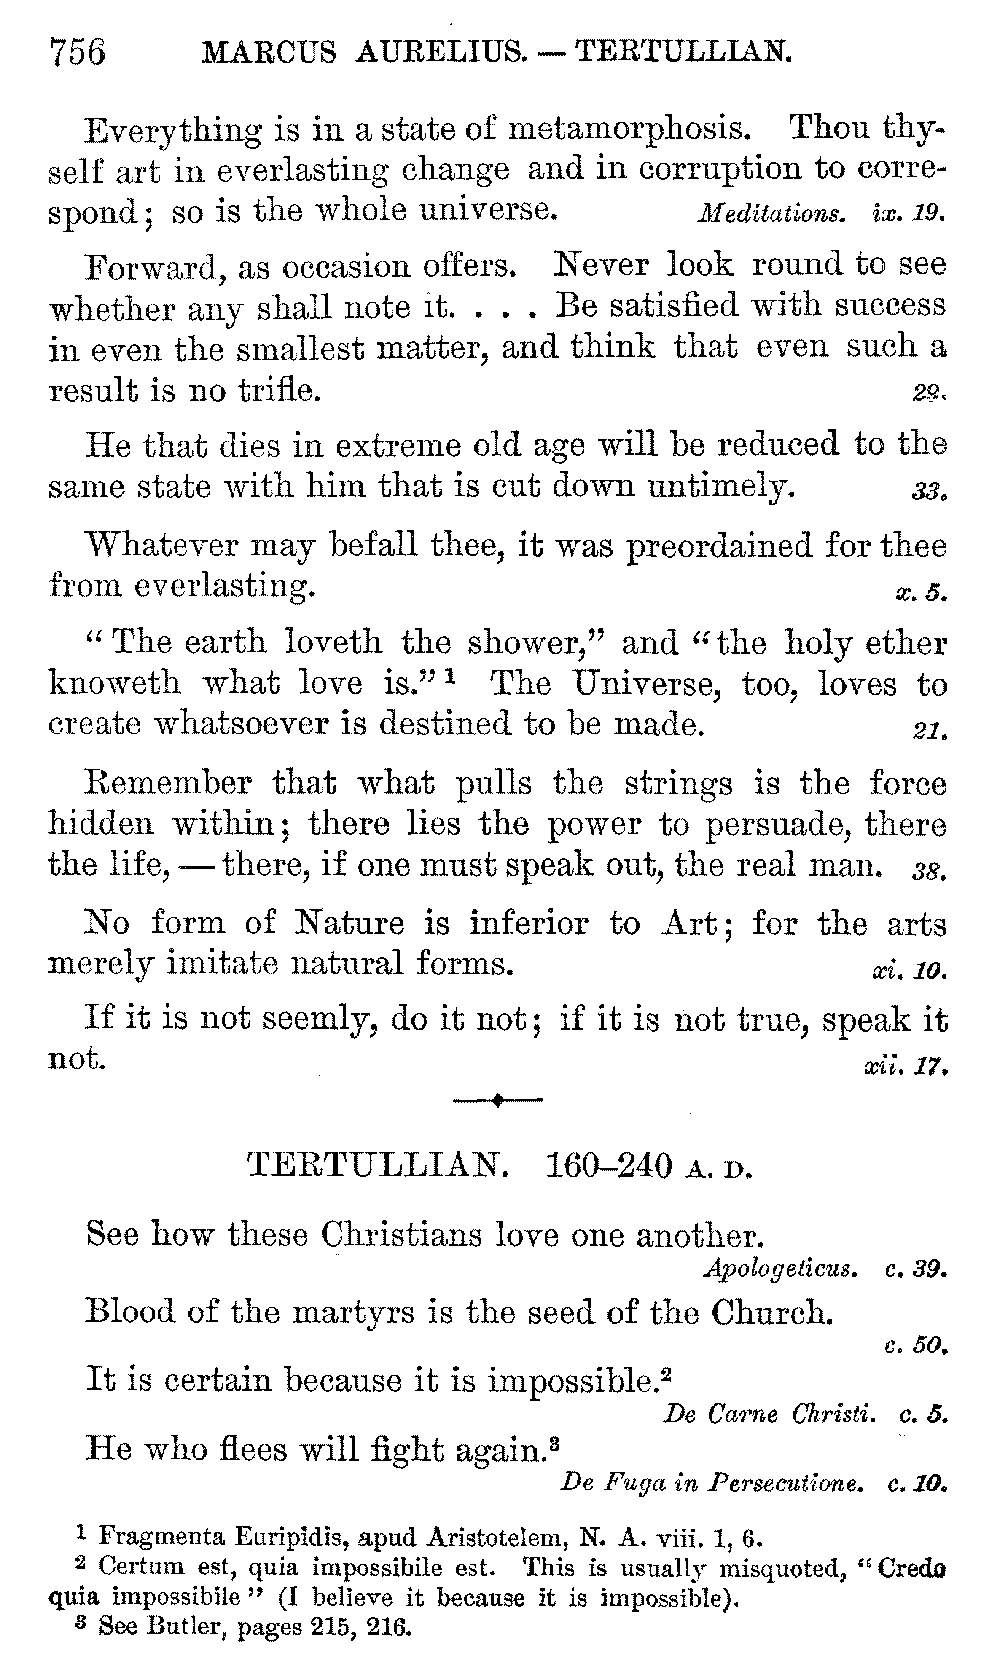 756 MARCUS AURELIUS. — TERTULLIAN.
Everything is in a state of metamorphosis. Thou thy-
self art in everlasting change and in corruption to corre-
spond; so is the whole universe. Meditations. ix. 19.
Forward, as occasion offers. Never look round to see
whether any shall note it. . . . Be satisfied with success
in even the smallest matter, and think that even such a
result is no trifle. 29.
He that dies in extreme old age will be reduced to the
same state with him that is cut down untimely. 33.
Whatever may befall thee, it was preordained for thee
from everlasting. x. 5.
“The earth loveth the shower,” and “the holy ether
knoweth what love is.” 1 The Universe, too, loves to
create whatsoever is destined to be made. 21.
Remember that what pulls the strings is the force
hidden within; there lies the power to persuade, there
the life, — there, if one must speak out, the real man. 38.
No form of Nature is inferior to Art; for the arts
merely imitate natural forms. xi. 10.
If it is not seemly, do it not; if it is not true, speak it
not. xii. 17.
TERTULLIAN. 160–240 A. D.
See how these Christians love one another.
Apologeticus. c. 39.
Blood of the martyrs is the seed of the Church.
c. 50.
It is certain because it is impossible.2
De Carne Christi. c. 5.
He who flees will fight again.3
De Fuga in Persecutione. c. 10.
1 Fragmenta Euripidis, apud Aristotelem, N. A. viii. 1, 6.
2 Certum est, quia impossibile est. This is usually misquoted, “Credo
quia impossibile” (I believe it because it is impossible).
3 See Butler, pages 215, 216.